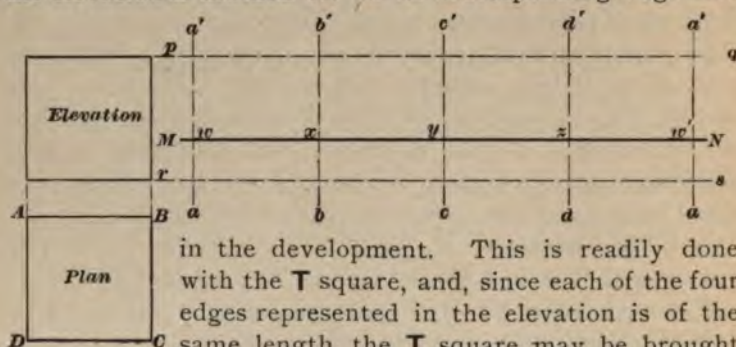 a' b' c' d' a'
p q
Elevation
M w x y z w' N
r s
A B a b c d a
in the development. This is readily done
Plan with the T square, and, since each of the four
edges represented in the elevation is of the
D C same length, the T square may be brought